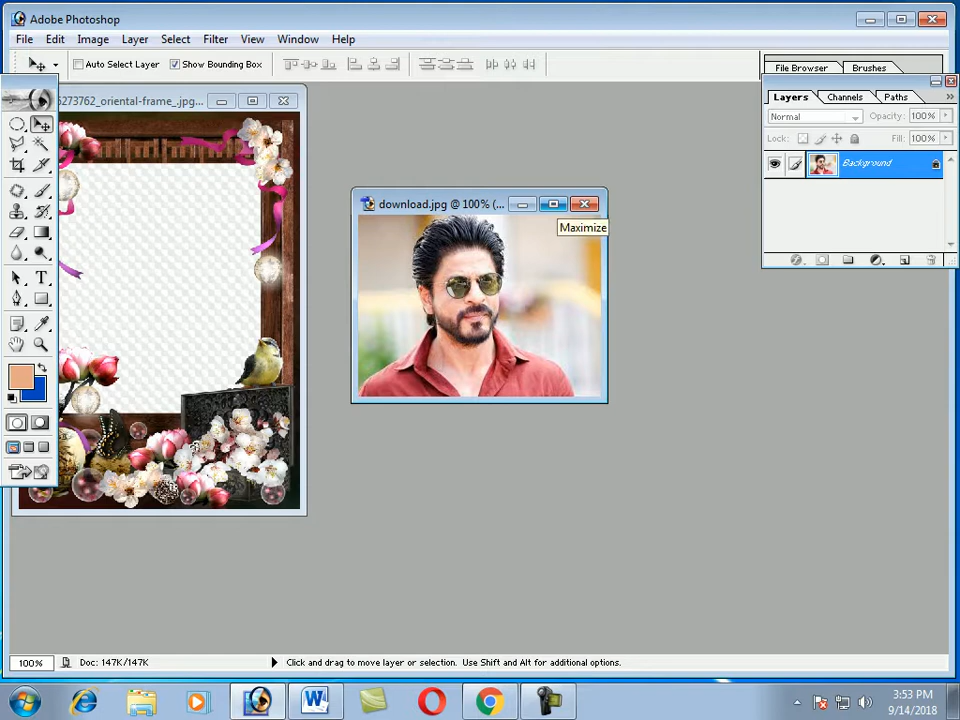 Adobe Photoshop
File Edit Image Layer Select Filter View Window Help
Auto Select Layer Show Bounding Box
File Browser Brushes
6273762_oriental-frame_.jpg...
Layers Channels Paths
Normal Opacity: 100%
Lock: Fill: 100%
Background
download.jpg @ 100% (...
Maximize
T
100% Doc: 147K/147K Click and drag to move layer or selection. Use Shift and Alt for additional options.
W
3:53 PM
9/14/2018